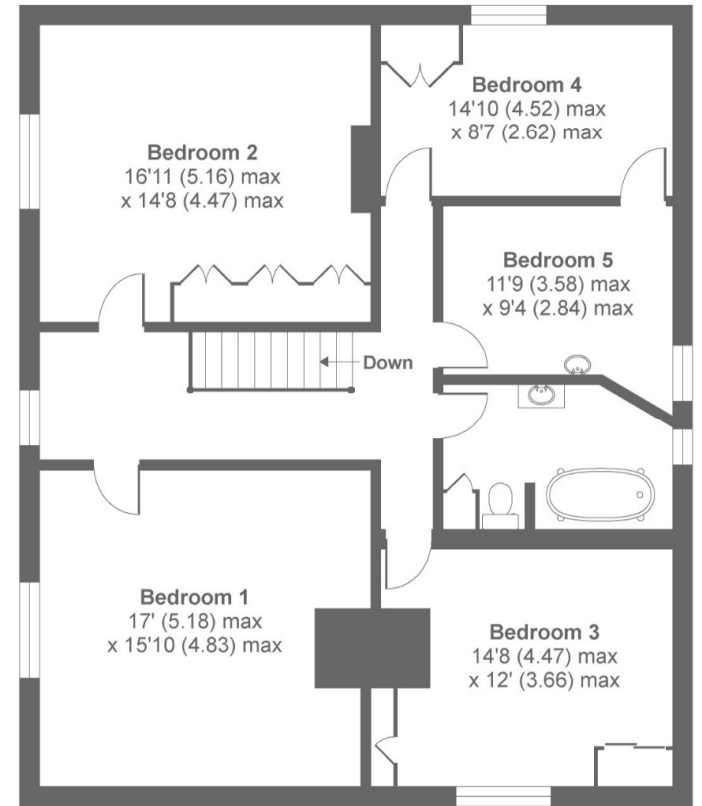 Bedroom 4
14'10 (4.52) max
x 8'7 (2.62) max
Bedroom 2
16'11 (5.16) max
x 14'8 (4.47) max
Bedroom 5
11'9 (3.58) max
x 9'4 (2.84) max
Down
Bedroom 1
17' (5.18) max
x 15'10 (4.83) max
Bedroom 3
14'8 (4.47) max
x 12' (3.66) max